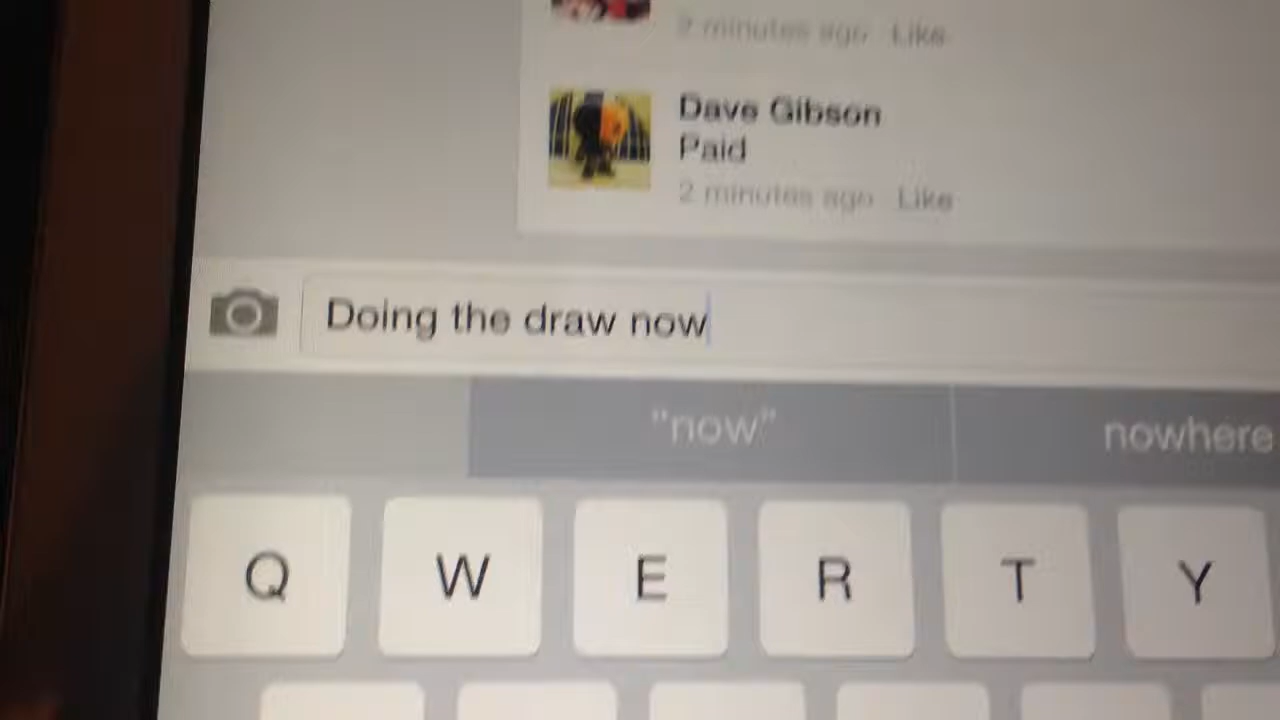 2 minutes ago Like
Dave Gibson
Paid
2 minutes ago Like
Doing the draw now
"now"
nowhere
Q W E R T Y